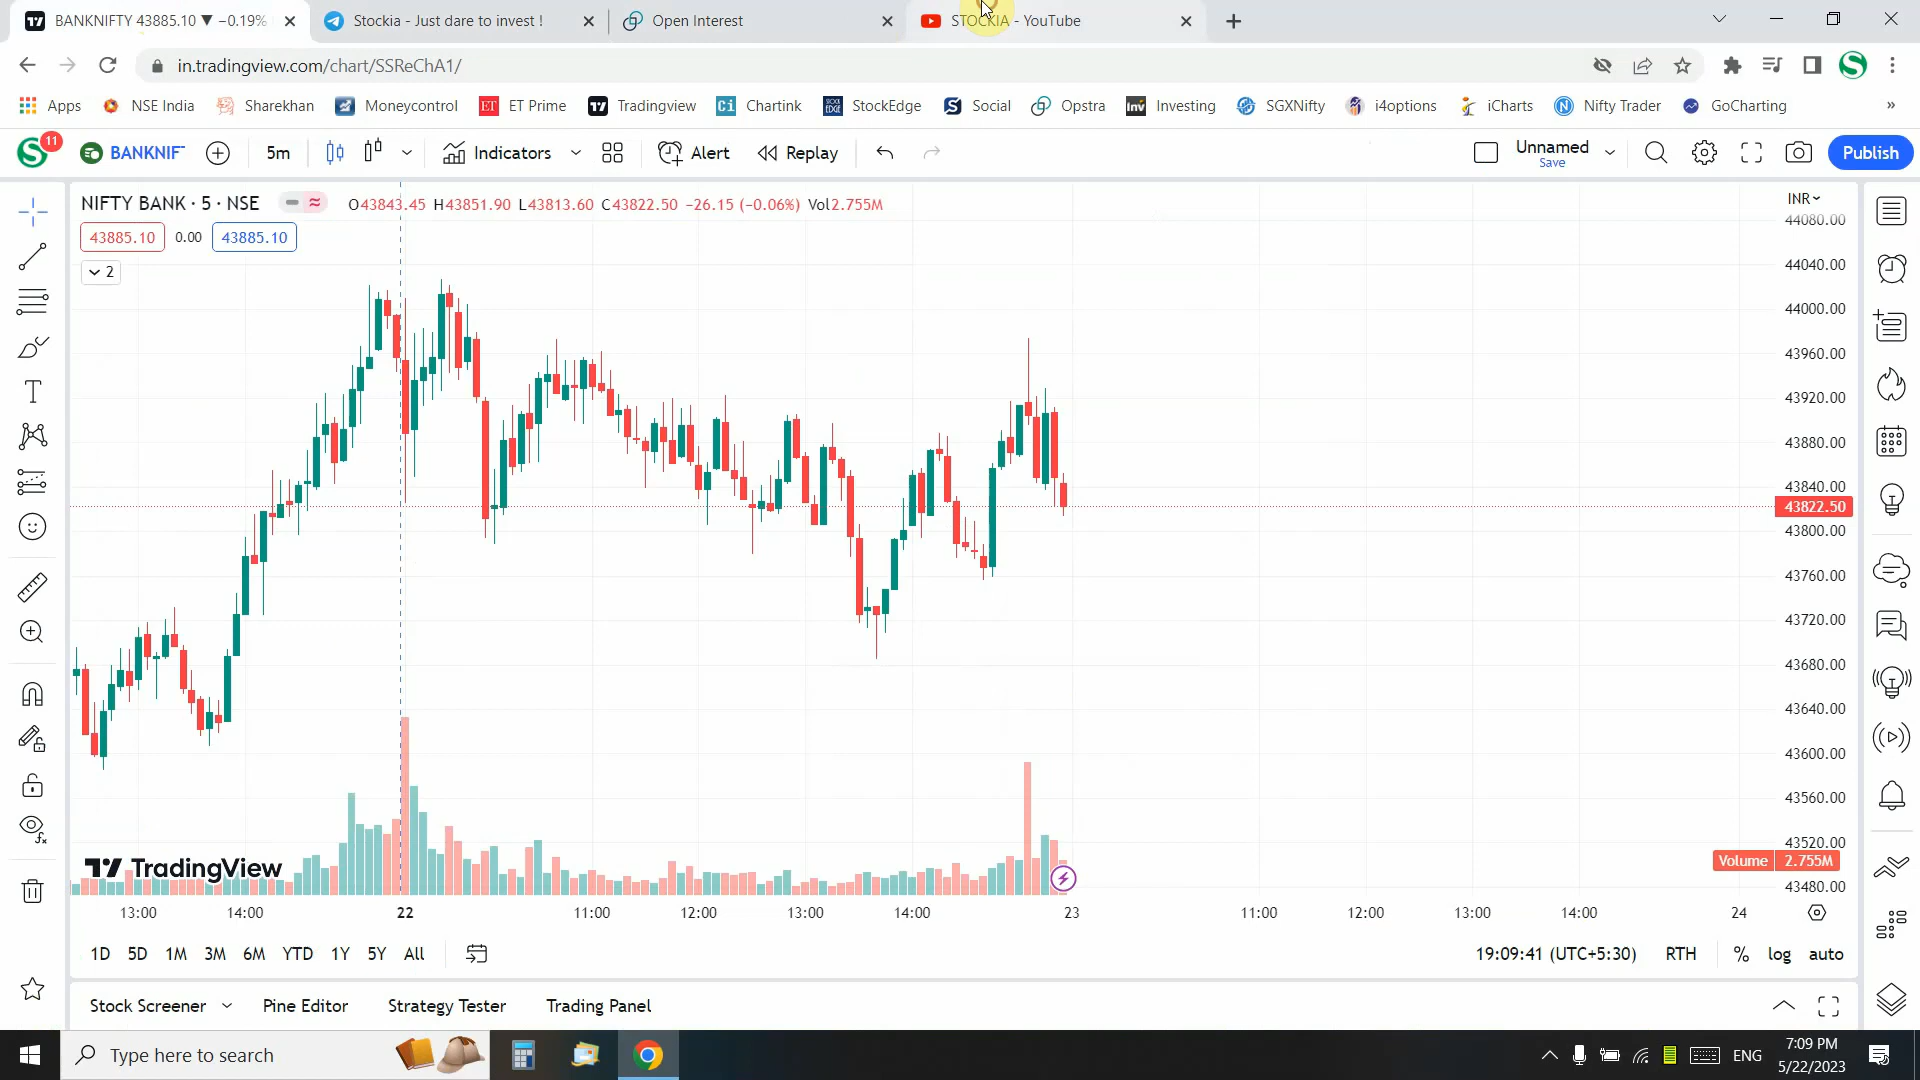 BANKNIFTY 43885.10 ▼ −0.19%
Stockia - Just dare to invest !
Open Interest
STOCKIA - YouTube
in.tradingview.com/chart/SSReChA1/
Apps NSE India Sharekhan Moneycontrol ET Prime Tradingview Chartink StockEdge Social Opstra Investing SGXNifty i4options iCharts Nifty Trader GoCharting »
11 BANKNIF 5m Indicators Alert Replay Unnamed Save Publish
NIFTY BANK · 5 · NSE O43843.45 H43851.90 L43813.60 C43822.50 −26.15 (−0.06%) Vol2.755M
INR
43885.10 0.00 43885.10
2
44080.00
44040.00
44000.00
43960.00
43920.00
43880.00
43840.00
43822.50
43800.00
43760.00
43720.00
43680.00
43640.00
43600.00
43560.00
43520.00
Volume 2.755M
43480.00
TradingView
13:00 14:00 22 11:00 12:00 13:00 14:00 23 11:00 12:00 13:00 14:00 24
1D 5D 1M 3M 6M YTD 1Y 5Y All 19:09:41 (UTC+5:30) RTH % log auto
Stock Screener Pine Editor Strategy Tester Trading Panel
Type here to search
ENG
7:09 PM
5/22/2023